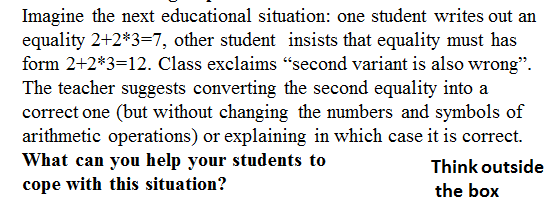 Imagine the next educational situation: one student writes out an
equality 2+2*3=7, other student insists that equality must has
form 2+2*3=12. Class exclaims “second variant is also wrong”.
The teacher suggests converting the second equality into a
correct one (but without changing the numbers and symbols of
arithmetic operations) or explaining in which case it is correct.
What can you help your students to
cope with this situation?
Think outside
the box